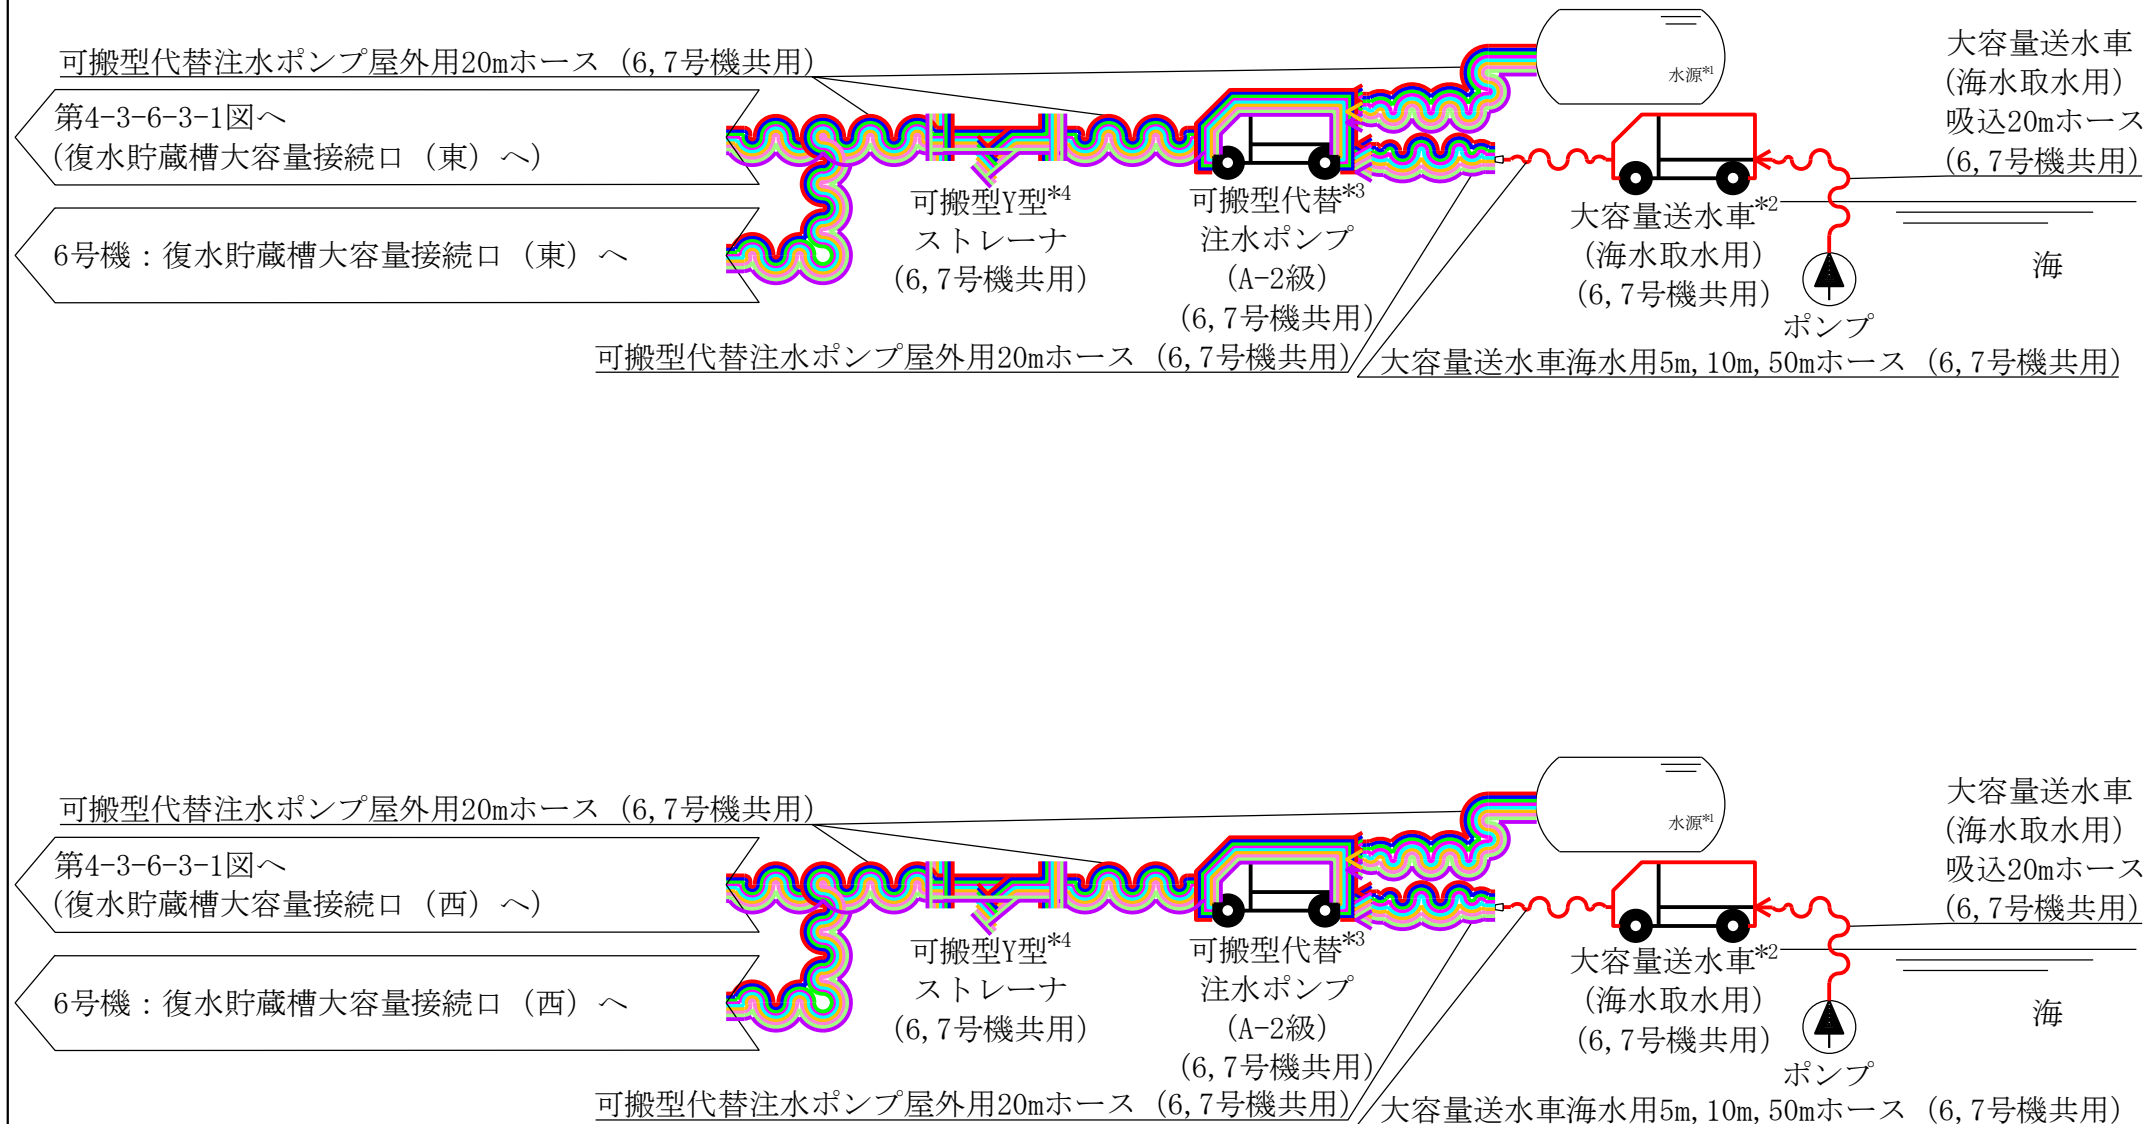 可搬型代替注水ポンプ屋外用20mホース（6,7号機共用）
第4-3-6-3-1図へ
(復水貯蔵槽大容量接続口（東）へ)
6号機：復水貯蔵槽大容量接続口（東）へ
可搬型Y型*4
ストレーナ
(6,7号機共用)
可搬型代替*3
注水ポンプ
(A-2級)
(6,7号機共用)
水源*1
大容量送水車*2
(海水取水用)
(6,7号機共用)
大容量送水車
(海水取水用)
吸込20mホース
(6,7号機共用)
海
ポンプ
可搬型代替注水ポンプ屋外用20mホース（6,7号機共用）
大容量送水車海水用5m,10m,50mホース（6,7号機共用）
可搬型代替注水ポンプ屋外用20mホース（6,7号機共用）
第4-3-6-3-1図へ
(復水貯蔵槽大容量接続口（西）へ)
6号機：復水貯蔵槽大容量接続口（西）へ
可搬型Y型*4
ストレーナ
(6,7号機共用)
可搬型代替*3
注水ポンプ
(A-2級)
(6,7号機共用)
水源*1
大容量送水車*2
(海水取水用)
(6,7号機共用)
大容量送水車
(海水取水用)
吸込20mホース
(6,7号機共用)
海
ポンプ
可搬型代替注水ポンプ屋外用20mホース（6,7号機共用）
大容量送水車海水用5m,10m,50mホース（6,7号機共用）